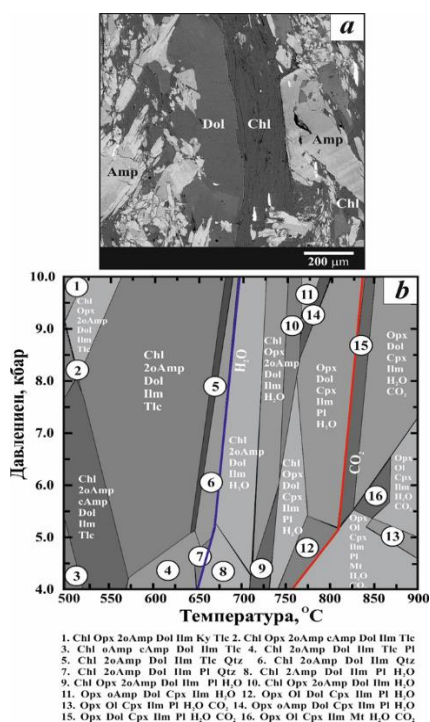 a
Dol
Chl
Amp
Amp
Chl
200 μm
b
Давлениен, кбар
10.0
9.0
8.0
7.0
6.0
5.0
4.0
1
Chl
Opx
2oAmp
Dol
Ilm
Tlc
2
Chl
2oAmp
Dol
Ilm
Tlc
Chl
2oAmp
cAmp
Dol
Ilm
Tlc
3
4
5
6
7
8
H₂O
Chl
2oAmp
Dol
Ilm
H₂O
9
Chl
Opx
2oAmp
Dol
Ilm
H₂O
10
11
14
Chl
Opx
Dol
Cpx
Ilm
Pl
H₂O
12
Opx
Dol
Cpx
Ilm
Pl
H₂O
15
CO₂
Opx
Dol
Cpx
Ilm
H₂O
CO₂
16
Opx
Ol
Cpx
Ilm
H₂O
CO₂
13
Opx
Ol
Cpx
Ilm
Pl
Mt
H₂O
500 550 600 650 700 750 800 850 900
Температура, °С
1. Chl Opx 2oAmp Dol Ilm Ky Tlc 2. Chl Opx 2oAmp cAmp Dol Ilm Tlc
3. Chl oAmp cAmp Dol Ilm Tlc 4. Chl 2oAmp Dol Ilm Tlc Pl
5. Chl 2oAmp Dol Ilm Tlc Qtz 6. Chl 2oAmp Dol Ilm Qtz
7. Chl 2oAmp Dol Ilm Pl Qtz 8. Chl 2Amp Dol Ilm Pl H₂O
9. Chl Opx 2oAmp Dol Ilm Pl H₂O 10. Chl Opx 2oAmp Dol Ilm H₂O
11. Opx oAmp Dol Cpx Ilm H₂O 12. Opx Ol Dol Cpx Ilm Pl H₂O
13. Opx Ol Cpx Ilm Pl H₂O CO₂ 14. Opx oAmp Dol Cpx Ilm Pl H₂O
15. Opx Dol Cpx Ilm Pl H₂O CO₂ 16. Opx Ol Cpx Ilm Mt H₂O CO₂